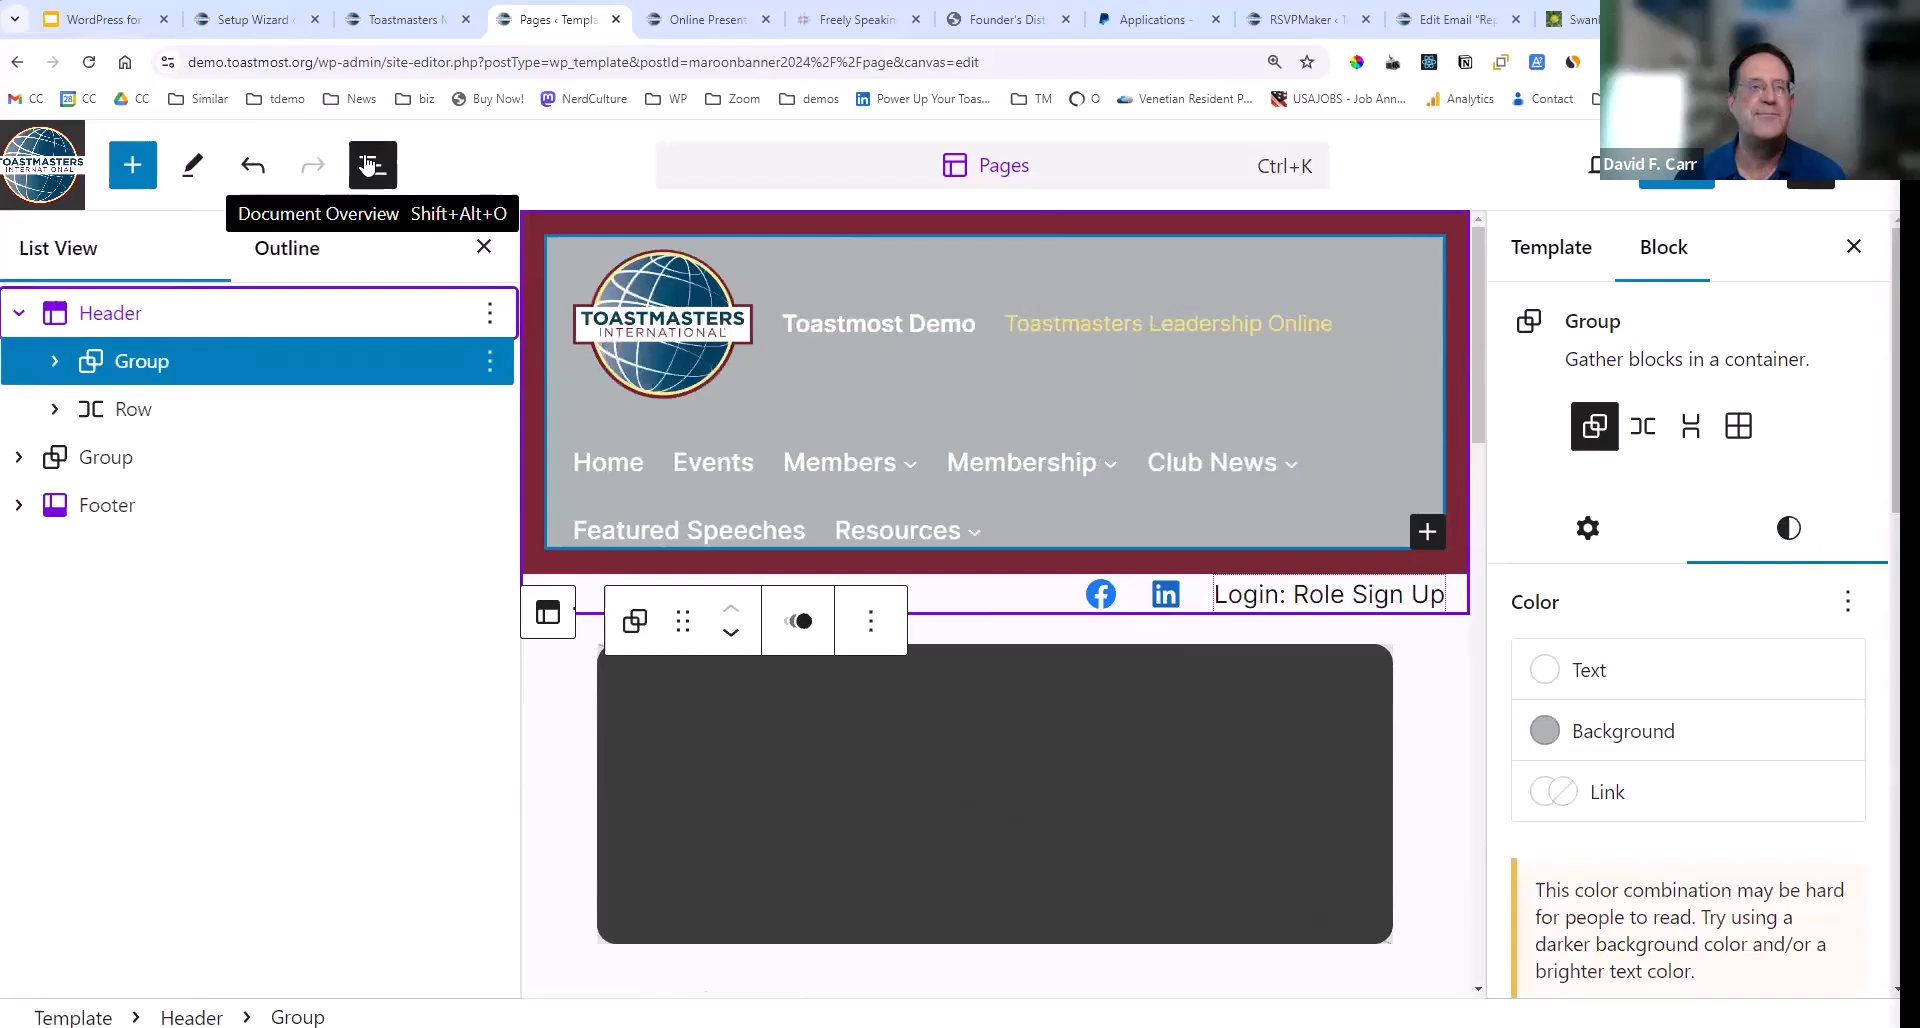 WordPress for
Setup Wizard
Toastmasters
Pages ‹ Templa
Online Present
Freely Speakin
Founder's Dist
Applications -
RSVPMaker ‹
Edit Email "Rep
Swank
demo.toastmost.org/wp-admin/site-editor.php?postType=wp_template&postId=maroonbanner2024%2F%2Fpage&canvas=edit
CC
CC
CC
Similar
tdemo
News
biz
Buy Now!
NerdCulture
WP
Zoom
demos
Power Up Your Toas...
TM
O
Venetian Resident P...
USAJOBS - Job Ann...
Analytics
Contact
TOASTMASTERS
INTERNATIONAL
Pages
Ctrl+K
David F. Carr
Document Overview Shift+Alt+O
List View
Outline
Header
Group
Row
Group
Footer
TOASTMASTERS
INTERNATIONAL
Toastmost Demo
Toastmasters Leadership Online
Home
Events
Members
Membership
Club News
Featured Speeches
Resources
Login: Role Sign Up
Template
Block
Group
Gather blocks in a container.
Color
Text
Background
Link
This color combination may be hard
for people to read. Try using a
darker background color and/or a
brighter text color.
Template > Header > Group